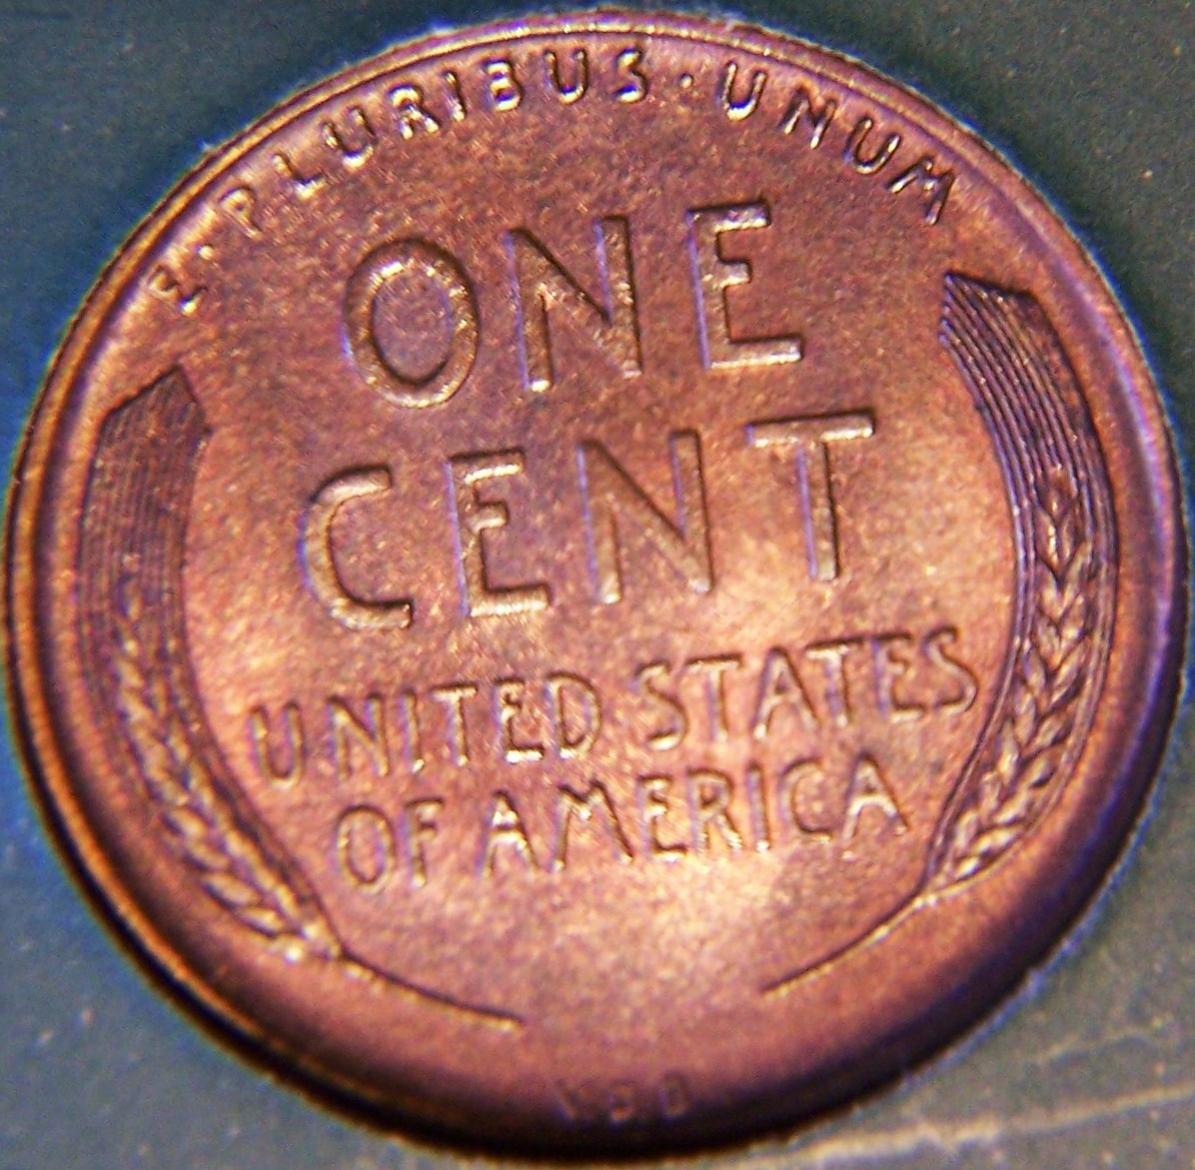 E · PLURIBUS · UNUM
ONE
CENT
UNITED STATES
OF AMERICA
VDB